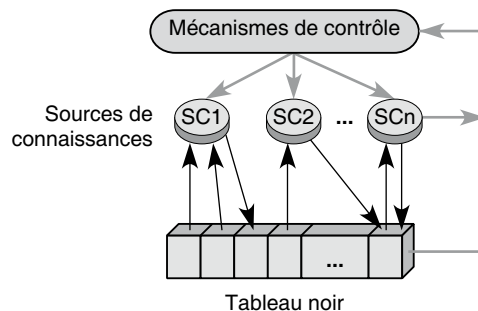 Mécanismes de contrôle
Sources de
connaissances
SC1
SC2
...
SCn
...
Tableau noir